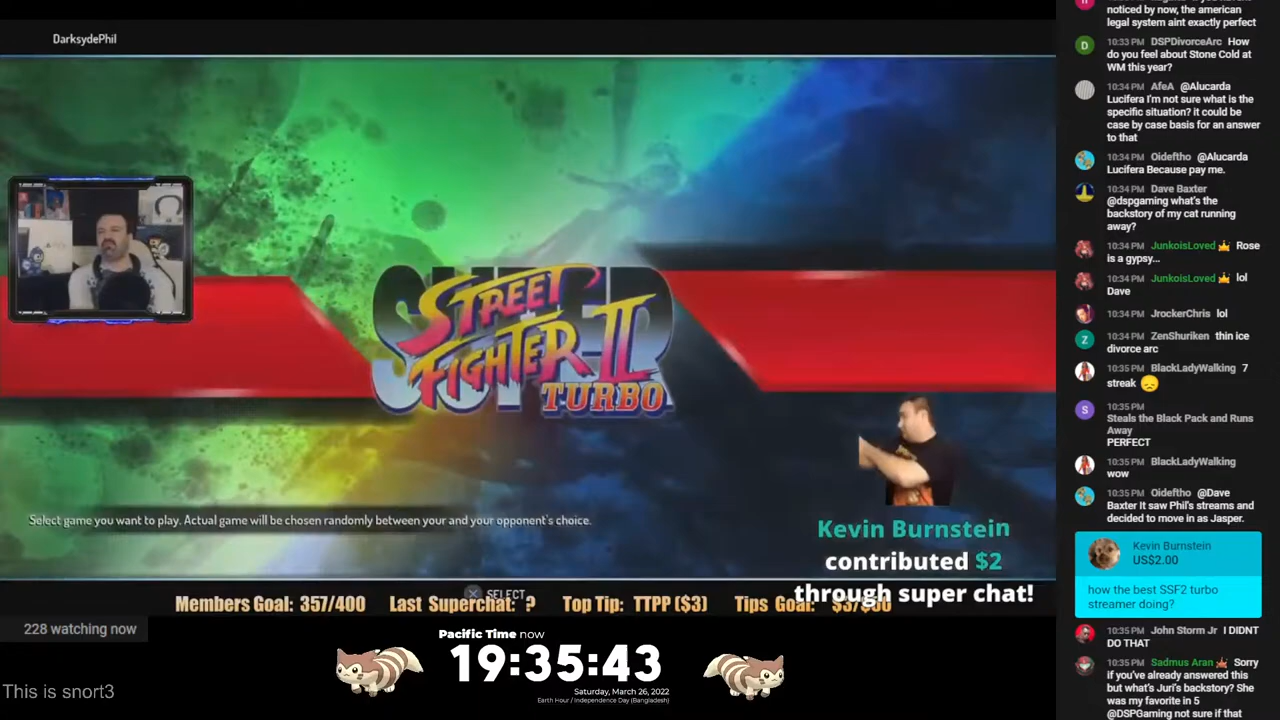 DarksydePhil
SUPER
STREET
FIGHTER II
TURBO
Select game you want to play. Actual game will be chosen randomly between your and your opponent's choice.
SELECT
Kevin Burnstein
contributed $2
through super chat!
Members Goal: 357/400 Last Superchat: ? Top Tip: TTPP ($3) Tips Goal:
228 watching now
Pacific Time now
19:35:43
Saturday, March 26, 2022
Earth Hour / Independence Day (Bangladesh)
This is snort3
noticed by now, the american
legal system aint exactly perfect
D 10:33 PM DSPDivorceArc How
do you feel about Stone Cold at
WM this year?
10:34 PM AfeA @Alucarda
Lucifera I'm not sure what is the
specific situation? it could be
case by case basis for an answer
to that
10:34 PM Oideftho @Alucarda
Lucifera Because pay me.
10:34 PM Dave Baxter
@dspgaming what's the
backstory of my cat running
away?
10:34 PM JunkoisLoved Rose
is a gypsy...
10:34 PM JunkoisLoved lol
Dave
10:34 PM JrockerChris lol
Z 10:34 PM ZenShuriken thin ice
divorce arc
10:35 PM BlackLadyWalking 7
streak 😞
S 10:35 PM
Steals the Black Pack and Runs
Away
PERFECT
10:35 PM BlackLadyWalking
wow
10:35 PM Oideftho @Dave
Baxter It saw Phil's streams and
decided to move in as Jasper.
Kevin Burnstein
US$2.00
how the best SSF2 turbo
streamer doing?
10:35 PM John Storm Jr I DIDNT
DO THAT
10:35 PM Sadmus Aran Sorry
if you've already answered this
but what's Juri's backstory? She
was my favorite in 5
@DSPGaming not sure if that